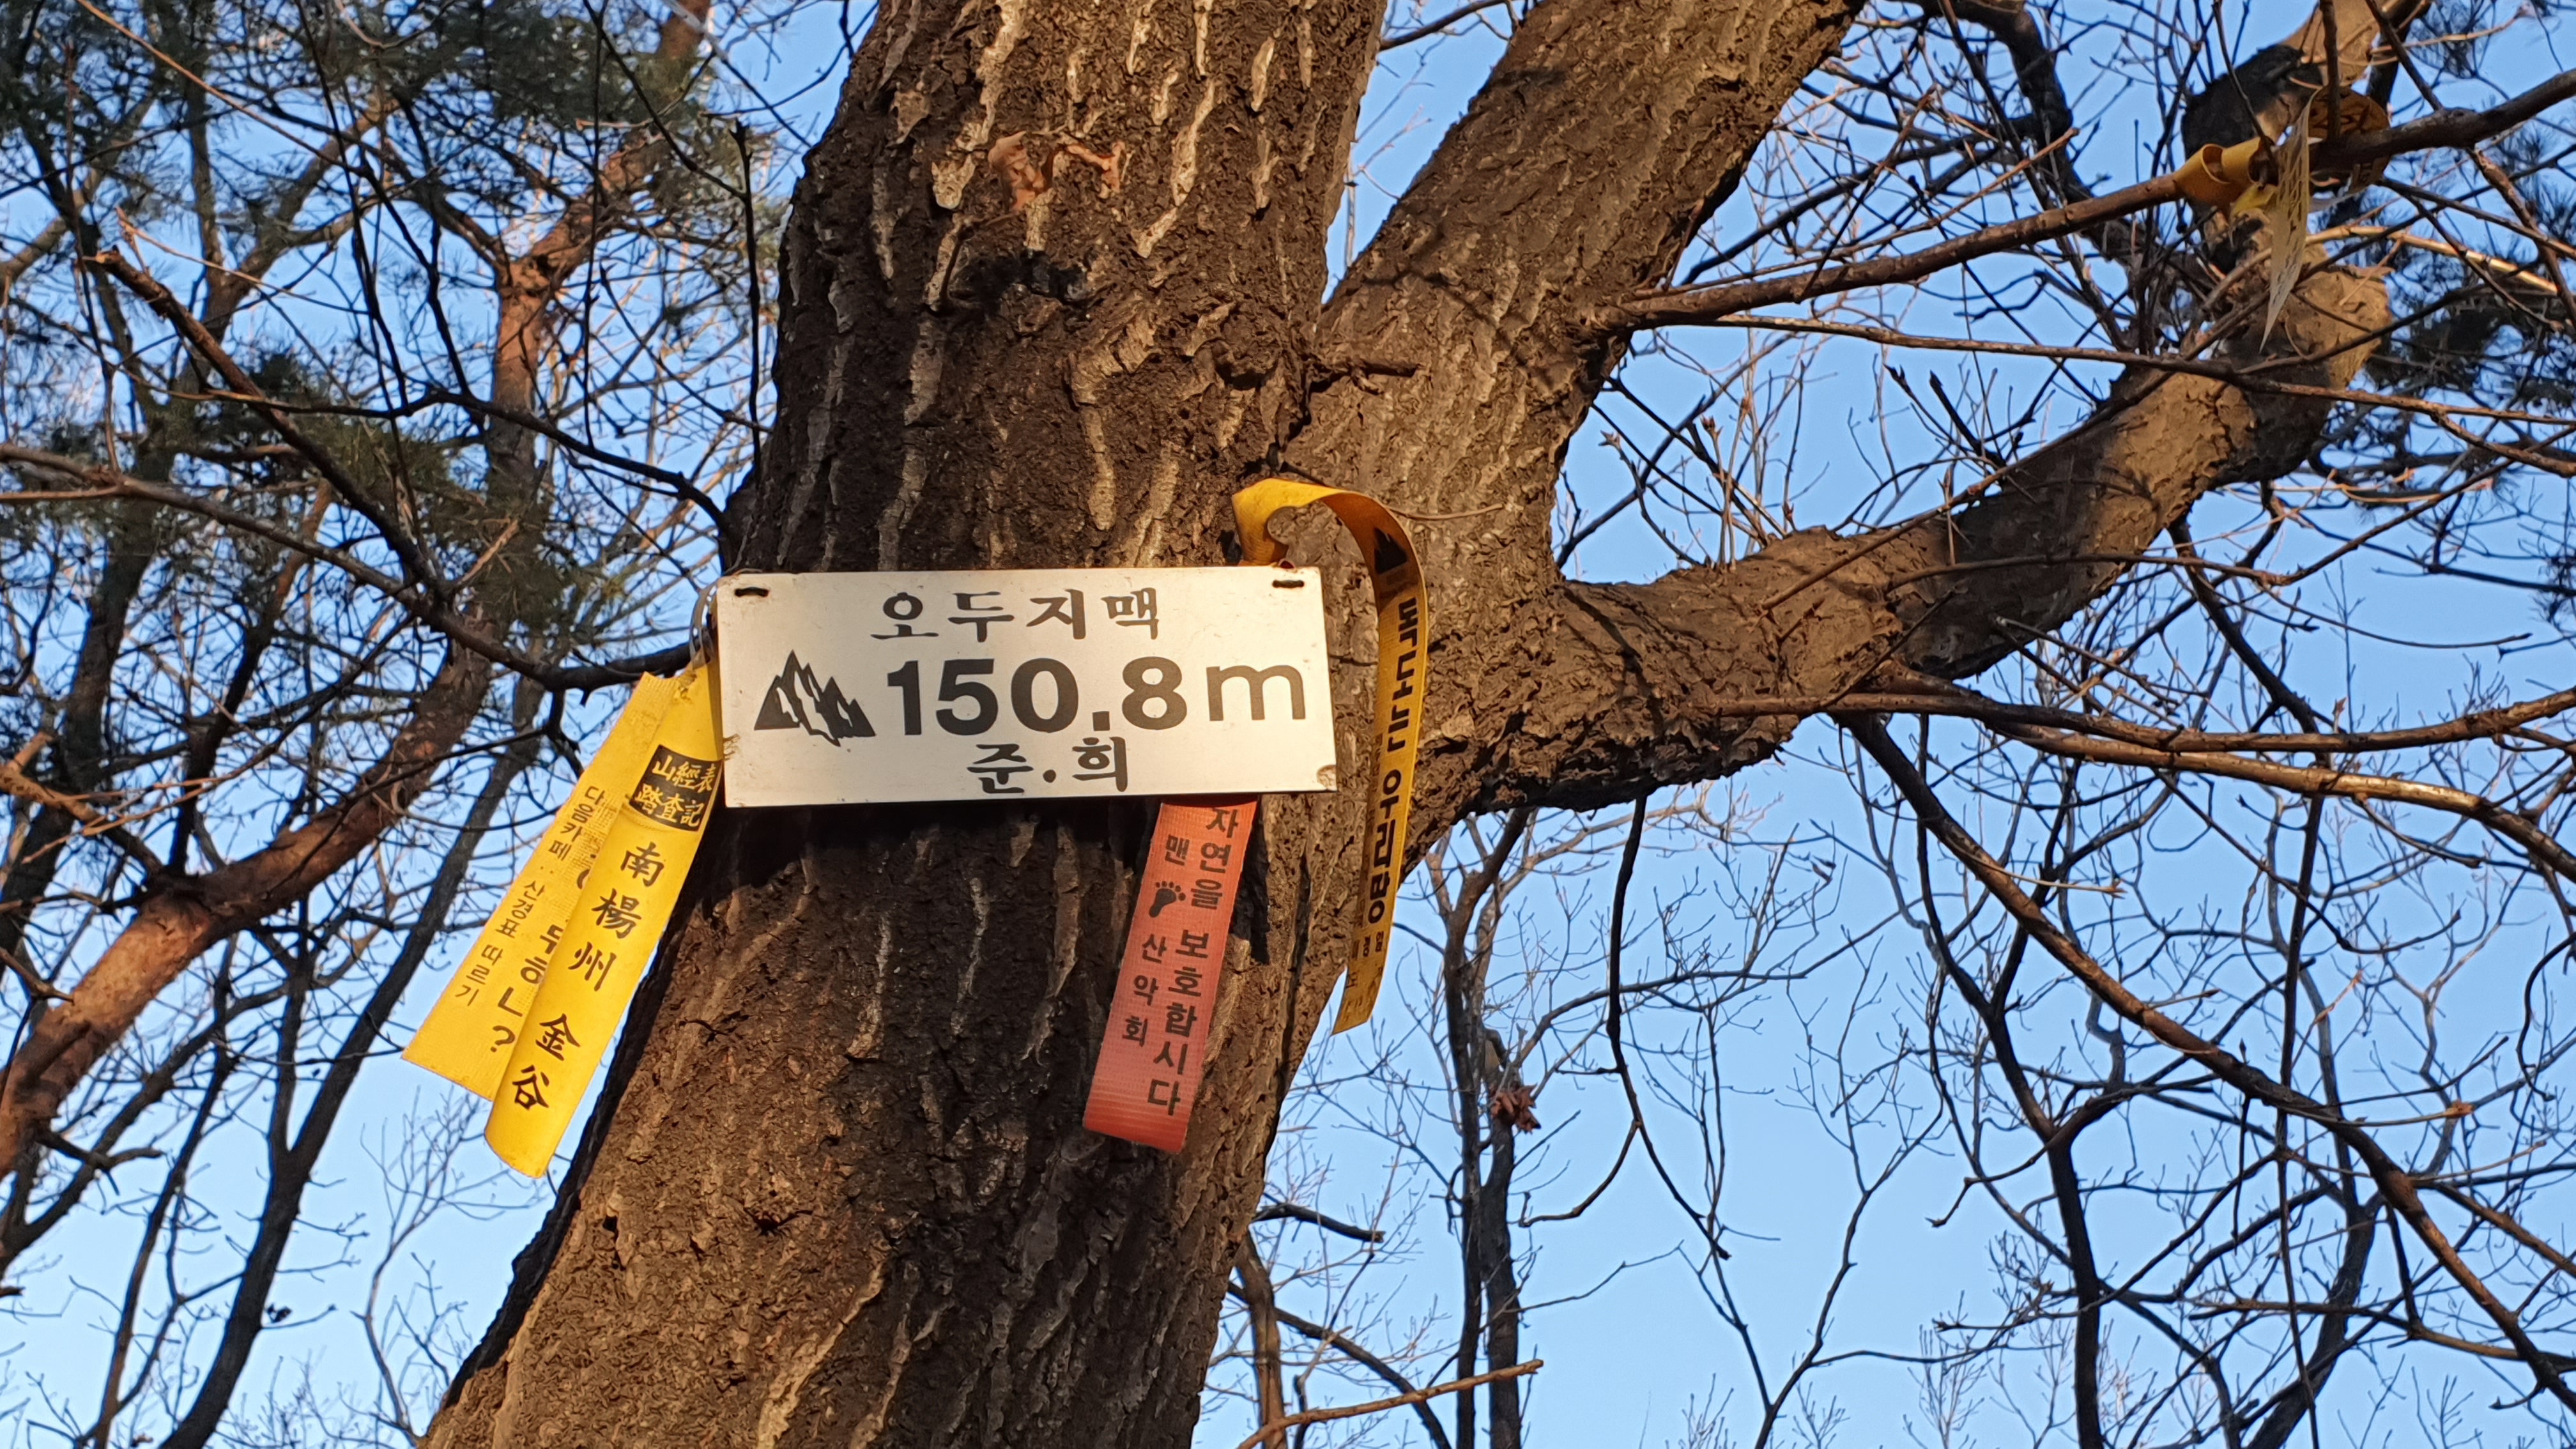 오두지맥
150.8m
준.희
山經表
踏査記
南楊州 金谷
다음카페
산경표 따르기
자연을 보호합시다
맨 산악회